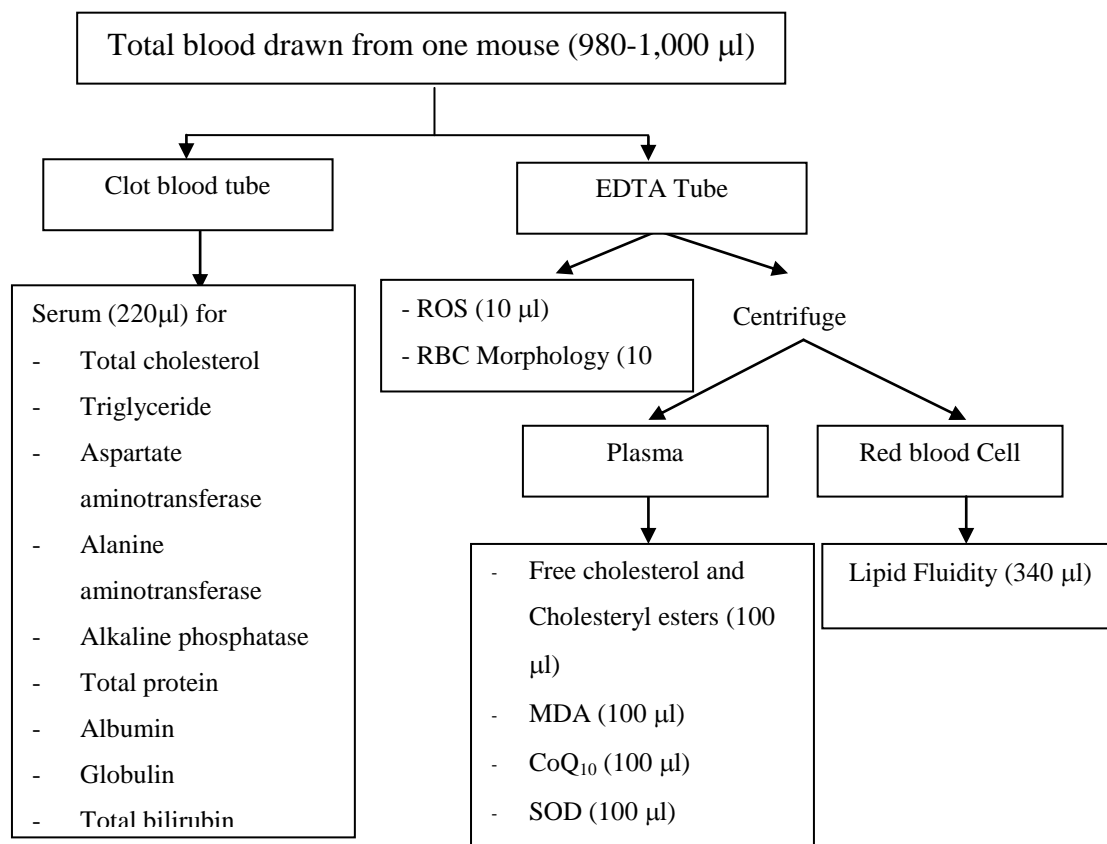 Total blood drawn from one mouse (980-1,000 µl)
Clot blood tube
EDTA Tube
Serum (220µl) for
- Total cholesterol
- Triglyceride
- Aspartate
aminotransferase
- Alanine
aminotransferase
- Alkaline phosphatase
- Total protein
- Albumin
- Globulin
- Total bilirubin
- ROS (10 µl)
- RBC Morphology (10
Centrifuge
Plasma
Red blood Cell
- Free cholesterol and
Cholesteryl esters (100
µl)
- MDA (100 µl)
- CoQ₁₀ (100 µl)
- SOD (100 µl)
Lipid Fluidity (340 µl)